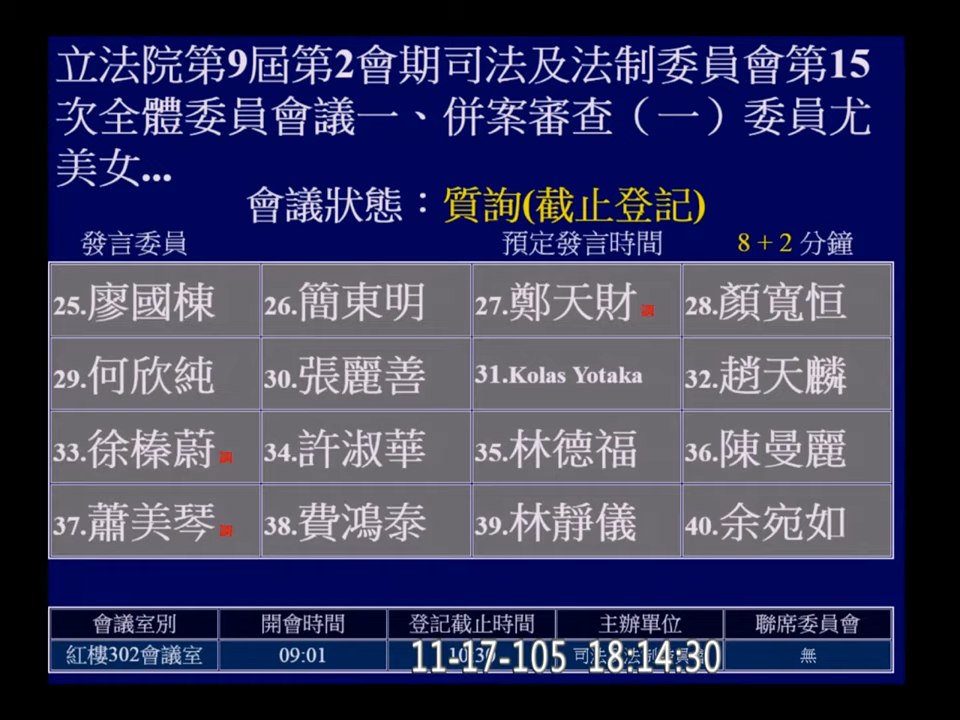 立法院第9屆第2會期司法及法制委員會第15
次全體委員會議一、併案審查（一）委員尤
美女...
會議狀態：質詢(截止登記)
發言委員 預定發言時間 8 + 2 分鐘
25.廖國棟 26.簡東明 27.鄭天財 調 28.顏寬恒
29.何欣純 30.張麗善 31.Kolas Yotaka 32.趙天麟
33.徐榛蔚 調 34.許淑華 35.林德福 36.陳曼麗
37.蕭美琴 調 38.費鴻泰 39.林靜儀 40.余宛如
會議室別 開會時間 登記截止時間 主辦單位 聯席委員會
紅樓302會議室 09:01 無
11-17-105 18:14:30